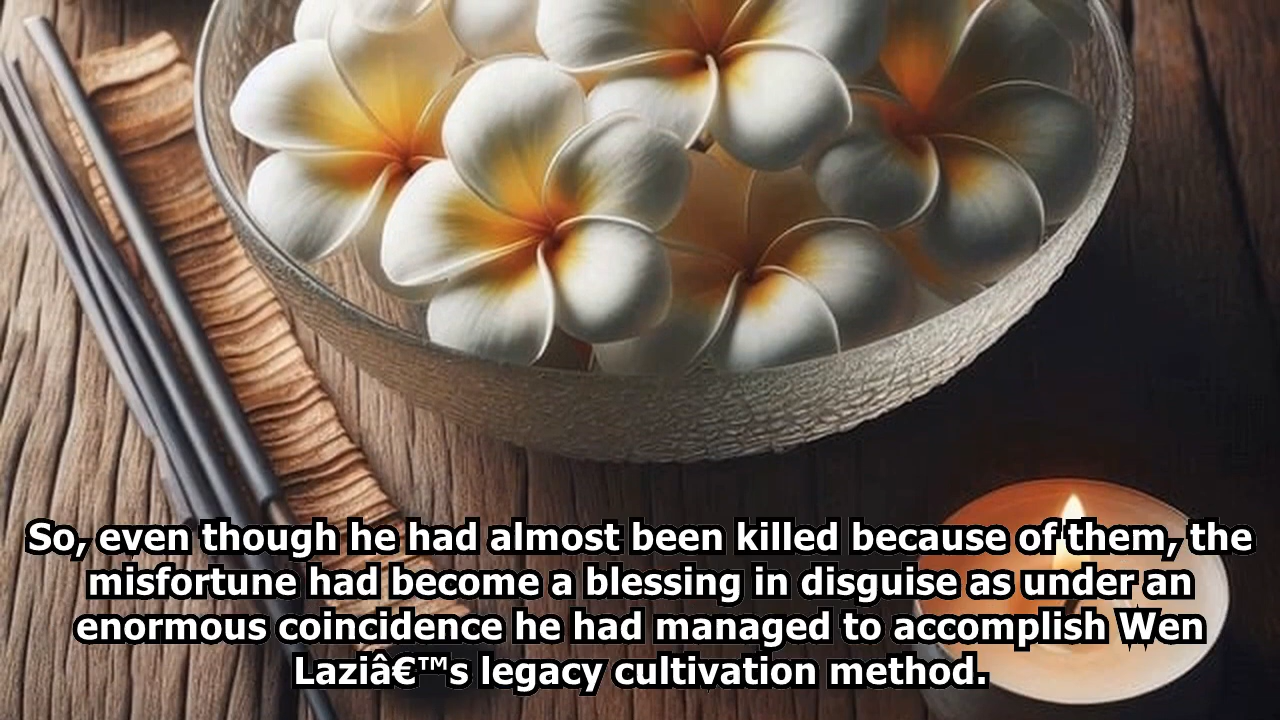 So, even though he had almost been killed because of them, the
misfortune had become a blessing in disguise as under an
enormous coincidence he had managed to accomplish Wen
Laziâ€™s legacy cultivation method.